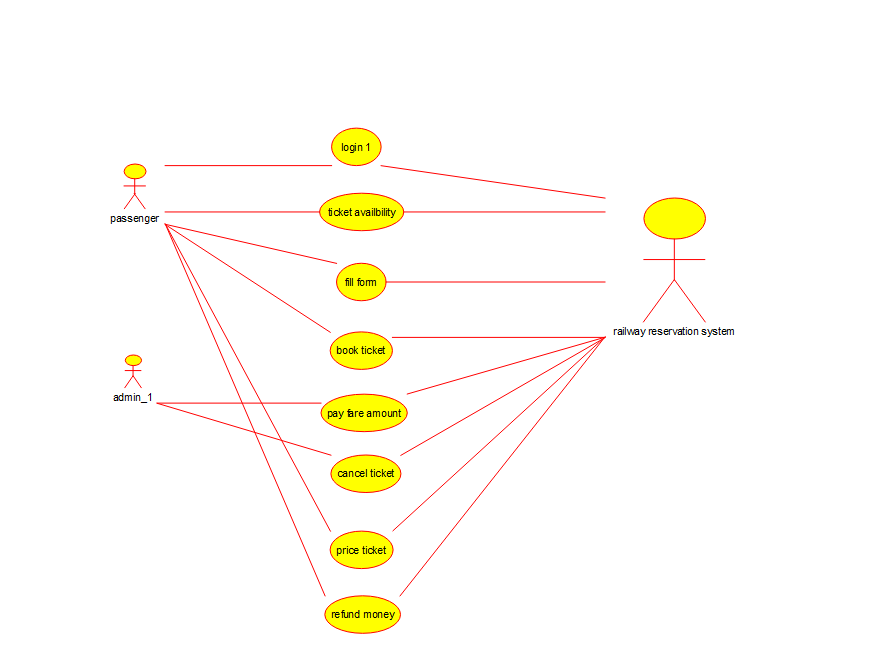 login 1
passenger
ticket availbility
fill form
railway reservation system
book ticket
admin_1
pay fare amount
cancel ticket
price ticket
refund money